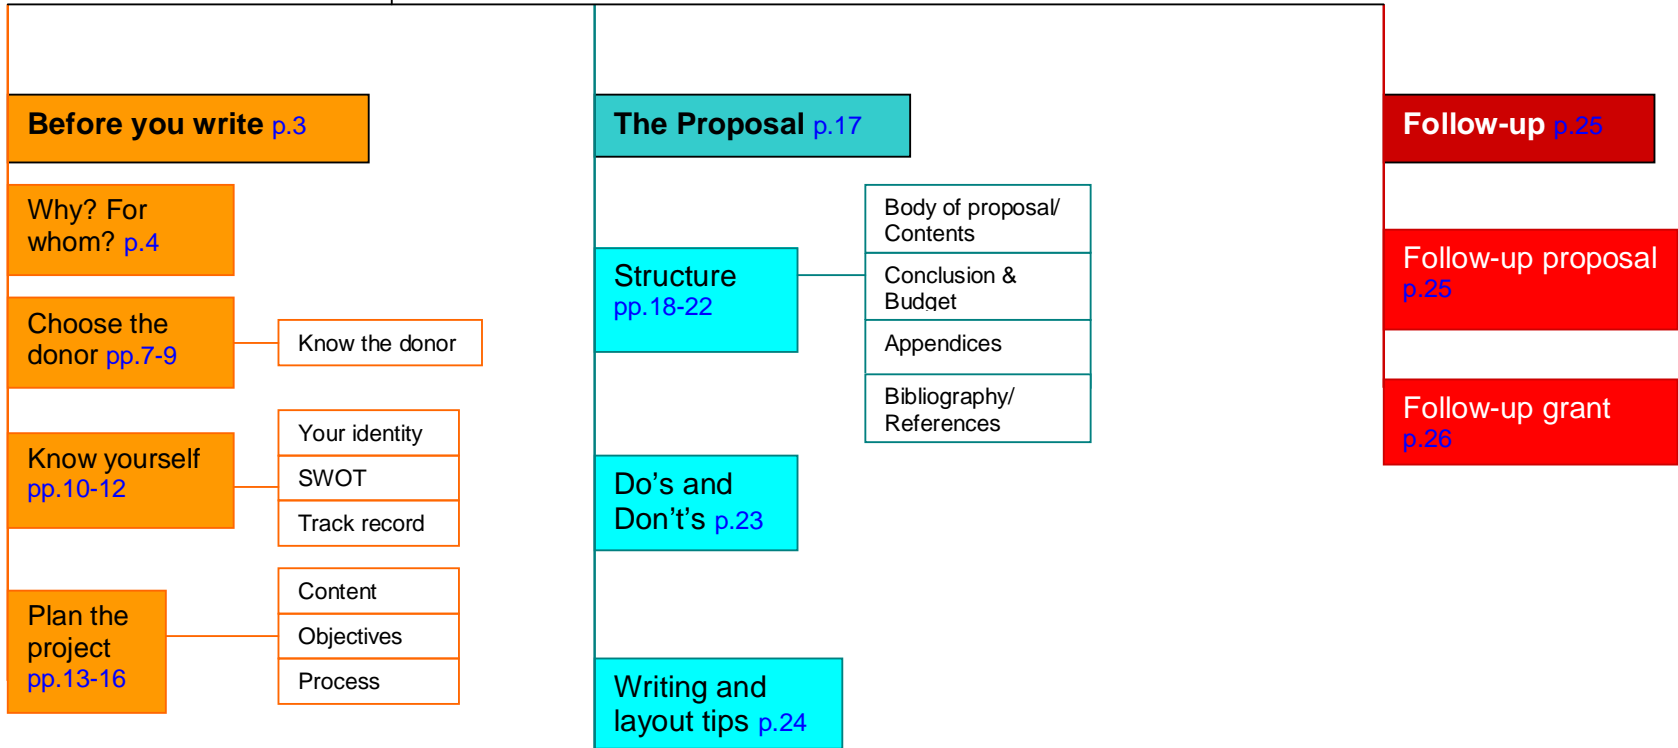 Before you write p.3
Why? For
whom? p.4
Choose the
donor pp.7-9
Know the donor
Know yourself
pp.10-12
Your identity
SWOT
Track record
Plan the
project
pp.13-16
Content
Objectives
Process
The Proposal p.17
Structure
pp.18-22
Body of proposal/
Contents
Conclusion &
Budget
Appendices
Bibliography/
References
Do’s and
Don’t’s p.23
Writing and
layout tips p.24
Follow-up p.25
Follow-up proposal
p.25
Follow-up grant
p.26